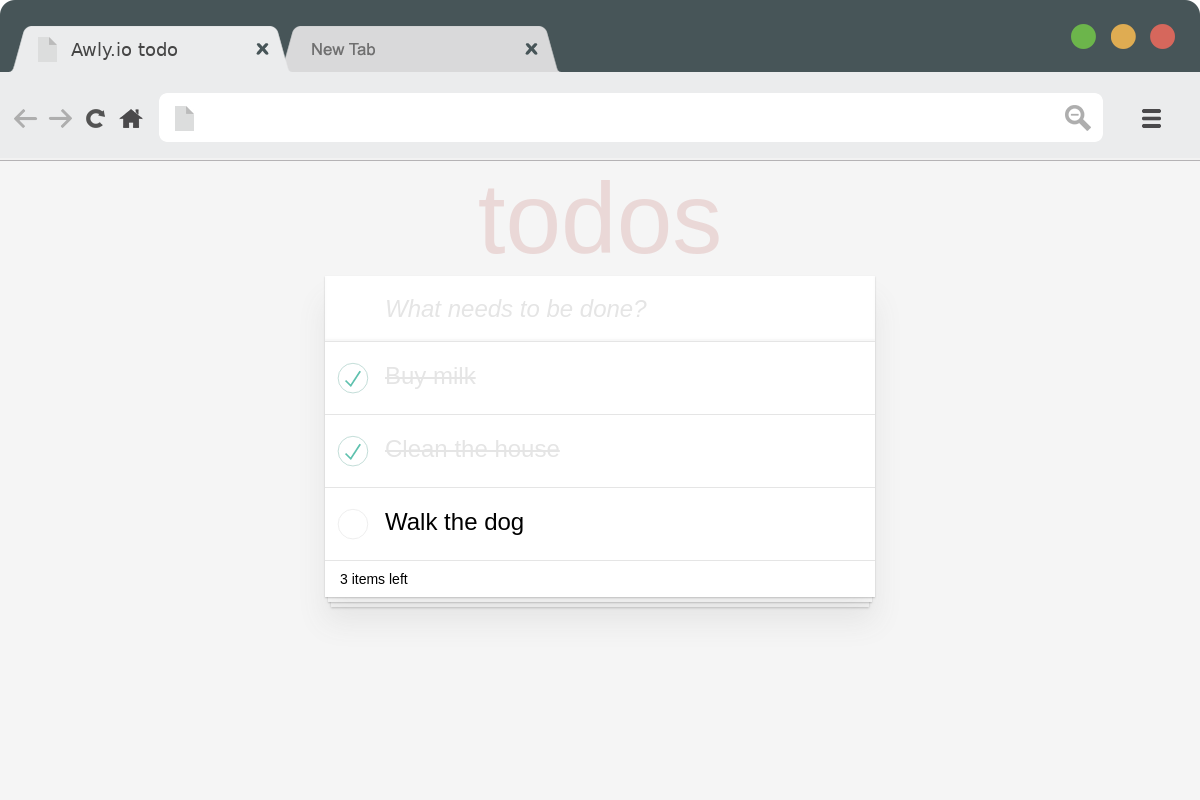 Awly.io todo
New Tab
todos
What needs to be done?
Buy milk
Clean the house
Walk the dog
3 items left